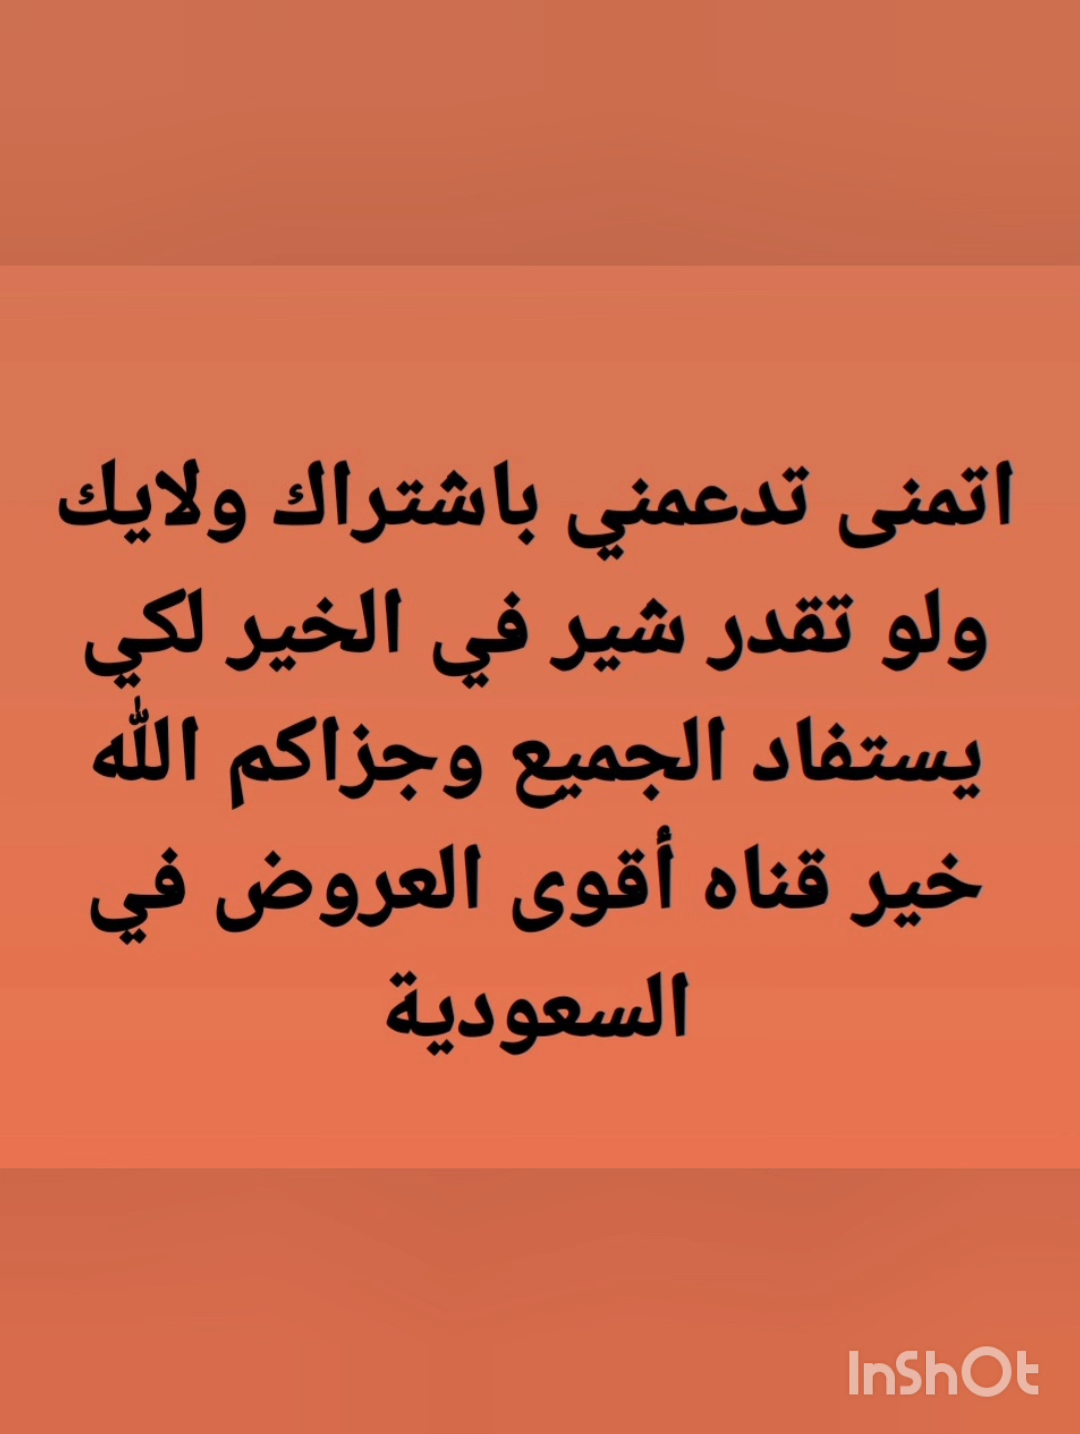 اتمنى تدعمني باشتراك ولايك
ولو تقدر شير في الخير لكي
يستفاد الجميع وجزاكم الله
خير قناه أقوى العروض في
السعودية
InShOt